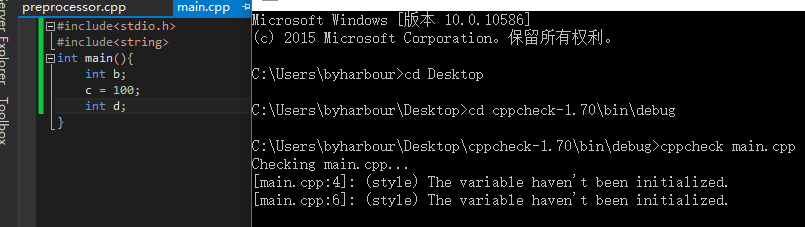 preprocessor.cpp main.cpp
Server Explorer
Toolbox
#include<stdio.h>
#include<string>
int main(){
int b;
c = 100;
int d;
}
Microsoft Windows [版本 10.0.10586]
(c) 2015 Microsoft Corporation。保留所有权利。
C:\Users\byharbour>cd Desktop
C:\Users\byharbour\Desktop>cd cppcheck-1.70\bin\debug
C:\Users\byharbour\Desktop\cppcheck-1.70\bin\debug>cppcheck main.cpp
Checking main.cpp...
[main.cpp:4]: (style) The variable haven't been initialized.
[main.cpp:6]: (style) The variable haven't been initialized.